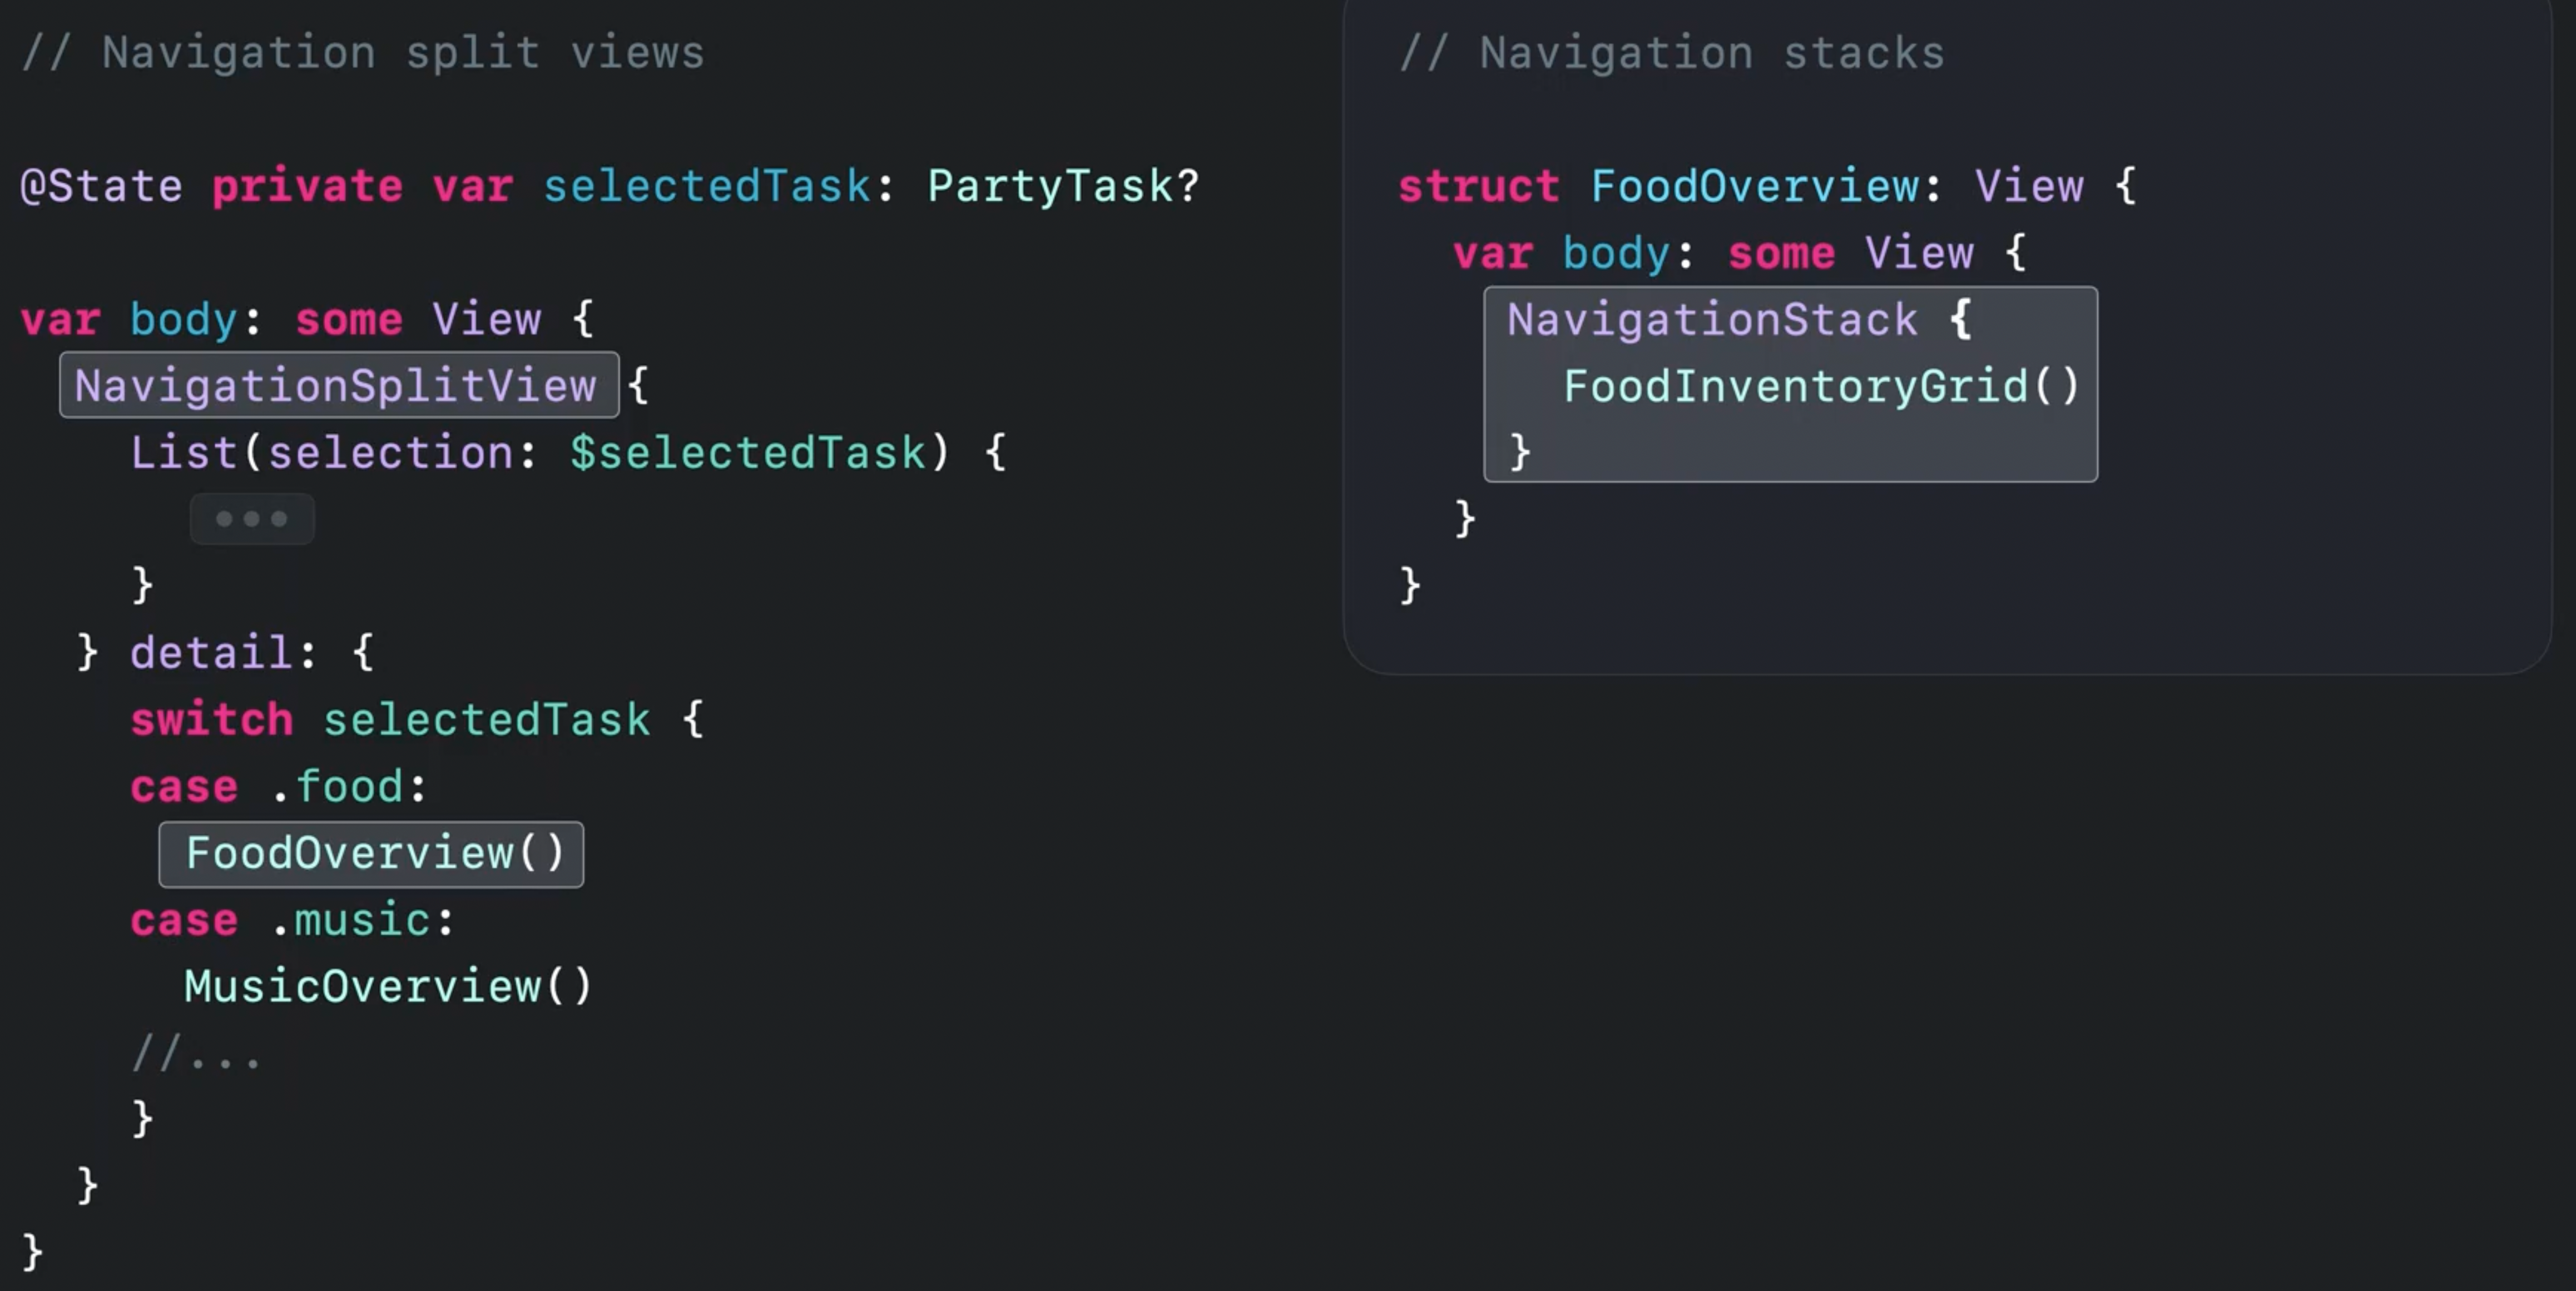 // Navigation split views
@State private var selectedTask: PartyTask?
var body: some View {
NavigationSplitView {
List(selection: $selectedTask) {
•••
}
} detail: {
switch selectedTask {
case .food:
FoodOverview()
case .music:
MusicOverview()
//...
}
}
}
// Navigation stacks
struct FoodOverview: View {
var body: some View {
NavigationStack {
FoodInventoryGrid()
}
}
}